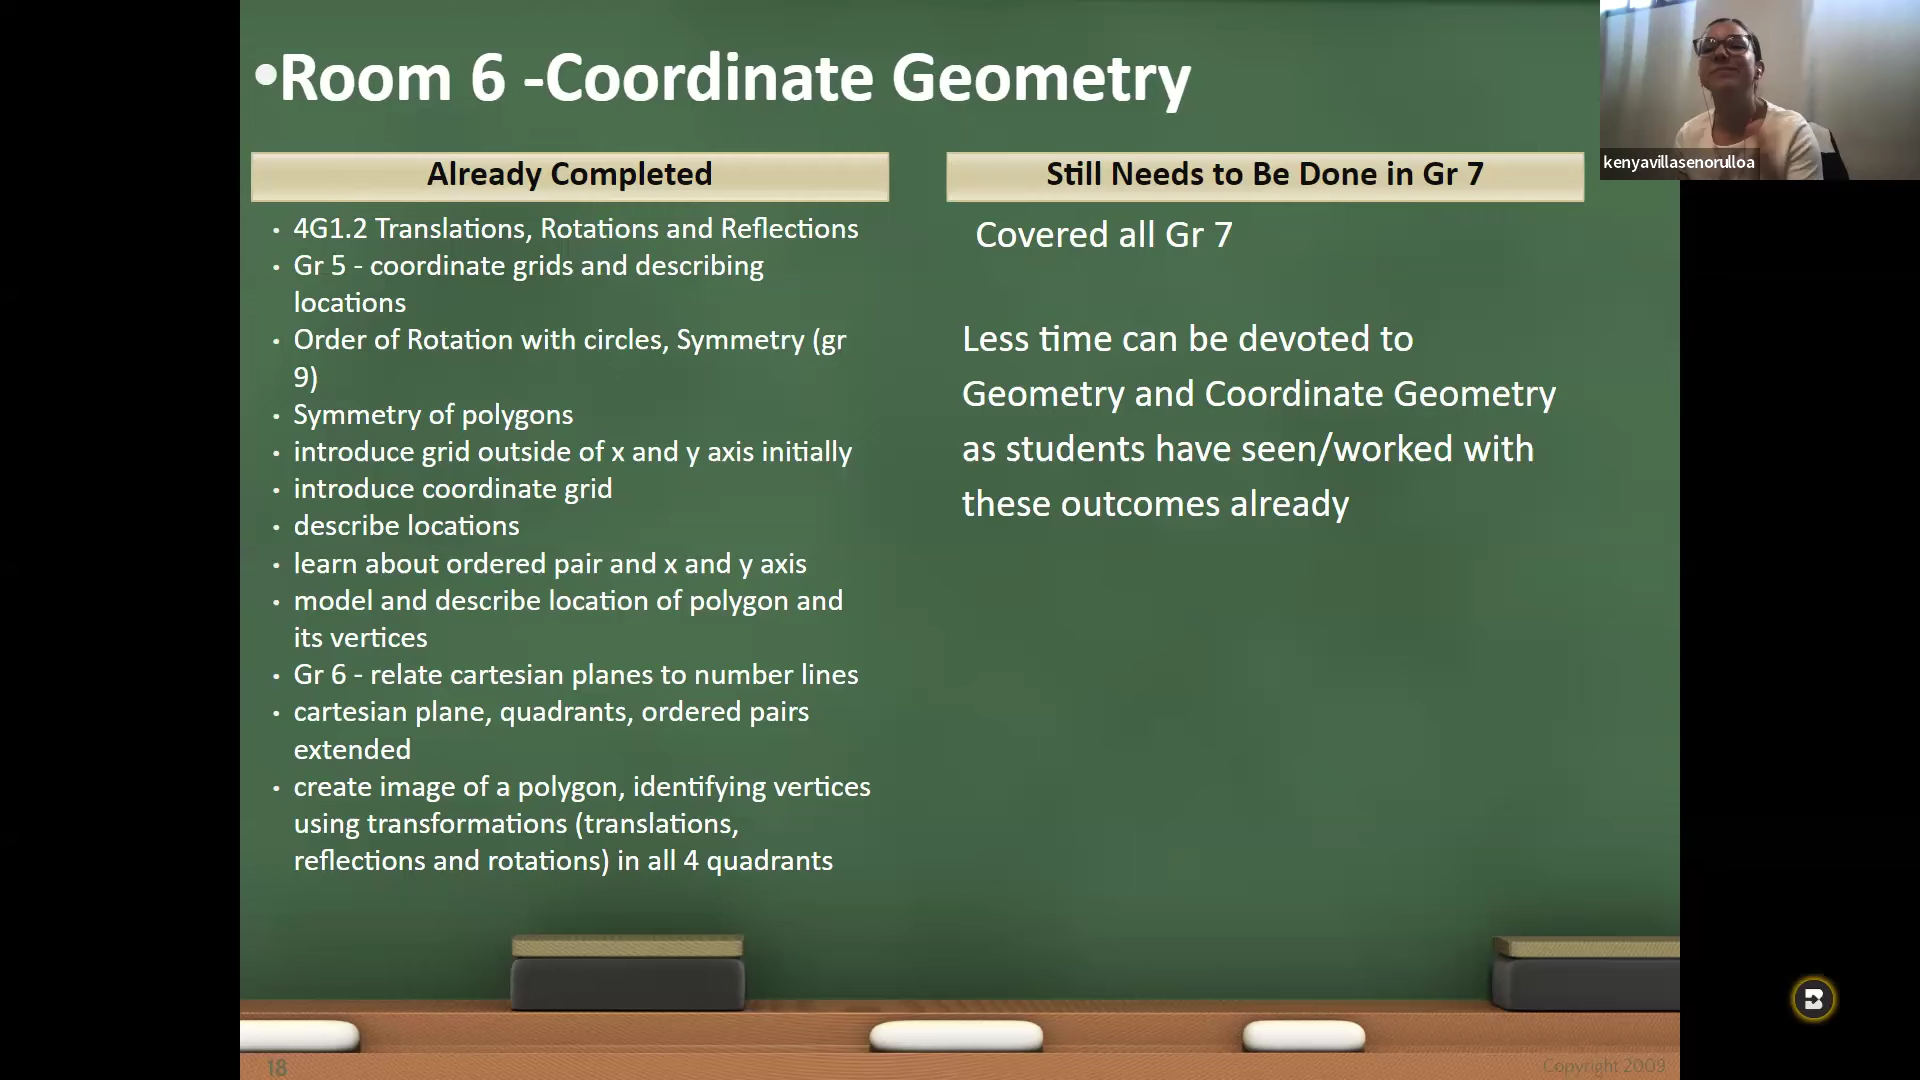 •Room 6 -Coordinate Geometry
Already Completed
• 4G1.2 Translations, Rotations and Reflections
• Gr 5 - coordinate grids and describing
locations
• Order of Rotation with circles, Symmetry (gr
9)
• Symmetry of polygons
• introduce grid outside of x and y axis initially
• introduce coordinate grid
• describe locations
• learn about ordered pair and x and y axis
• model and describe location of polygon and
its vertices
• Gr 6 - relate cartesian planes to number lines
• cartesian plane, quadrants, ordered pairs
extended
• create image of a polygon, identifying vertices
using transformations (translations,
reflections and rotations) in all 4 quadrants
Still Needs to Be Done in Gr 7
Covered all Gr 7
Less time can be devoted to
Geometry and Coordinate Geometry
as students have seen/worked with
these outcomes already
kenyavillasenorulloa
18
Copyright 2009